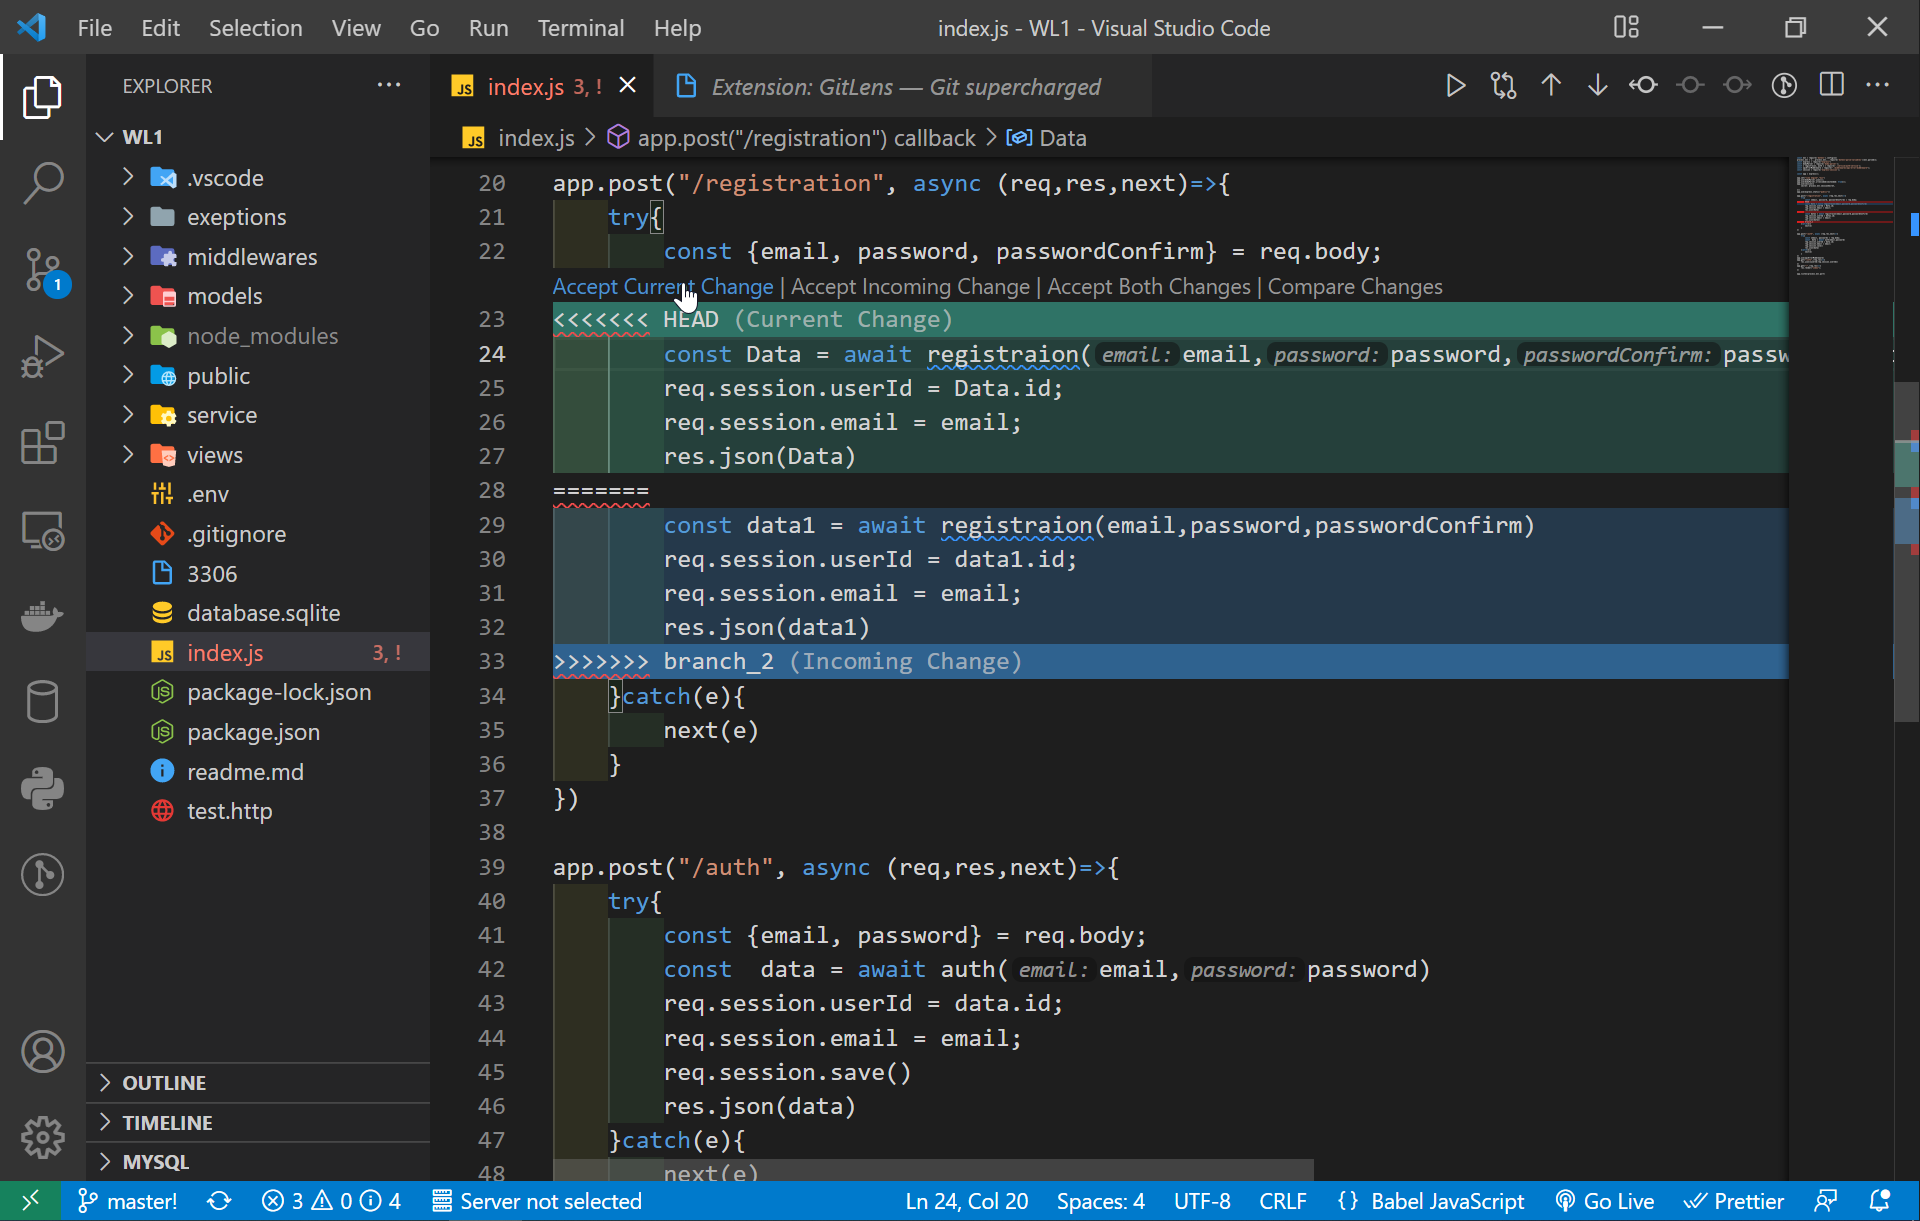 File Edit Selection View Go Run Terminal Help
index.js - WL1 - Visual Studio Code
EXPLORER
JS index.js 3, !
Extension: GitLens — Git supercharged
WL1
JS index.js > app.post("/registration") callback > Data
.vscode
exeptions
middlewares
models
node_modules
public
service
views
.env
.gitignore
3306
database.sqlite
JS index.js 3, !
package-lock.json
package.json
readme.md
test.http
OUTLINE
TIMELINE
MYSQL
1
20 app.post("/registration", async (req,res,next)=>{
21 try{
22 const {email, password, passwordConfirm} = req.body;
Accept Current Change | Accept Incoming Change | Accept Both Changes | Compare Changes
23 <<<<<<< HEAD (Current Change)
24 const Data = await registraion(email: email, password: password, passwordConfirm: passw
25 req.session.userId = Data.id;
26 req.session.email = email;
27 res.json(Data)
28 =======
29 const data1 = await registraion(email,password,passwordConfirm)
30 req.session.userId = data1.id;
31 req.session.email = email;
32 res.json(data1)
33 >>>>>>> branch_2 (Incoming Change)
34 }catch(e){
35 next(e)
36 }
37 })
38
39 app.post("/auth", async (req,res,next)=>{
40 try{
41 const {email, password} = req.body;
42 const  data = await auth(email: email, password: password)
43 req.session.userId = data.id;
44 req.session.email = email;
45 req.session.save()
46 res.json(data)
47 }catch(e){
48 next(e)
master! 3 0 4 Server not selected Ln 24, Col 20 Spaces: 4 UTF-8 CRLF {} Babel JavaScript Go Live Prettier